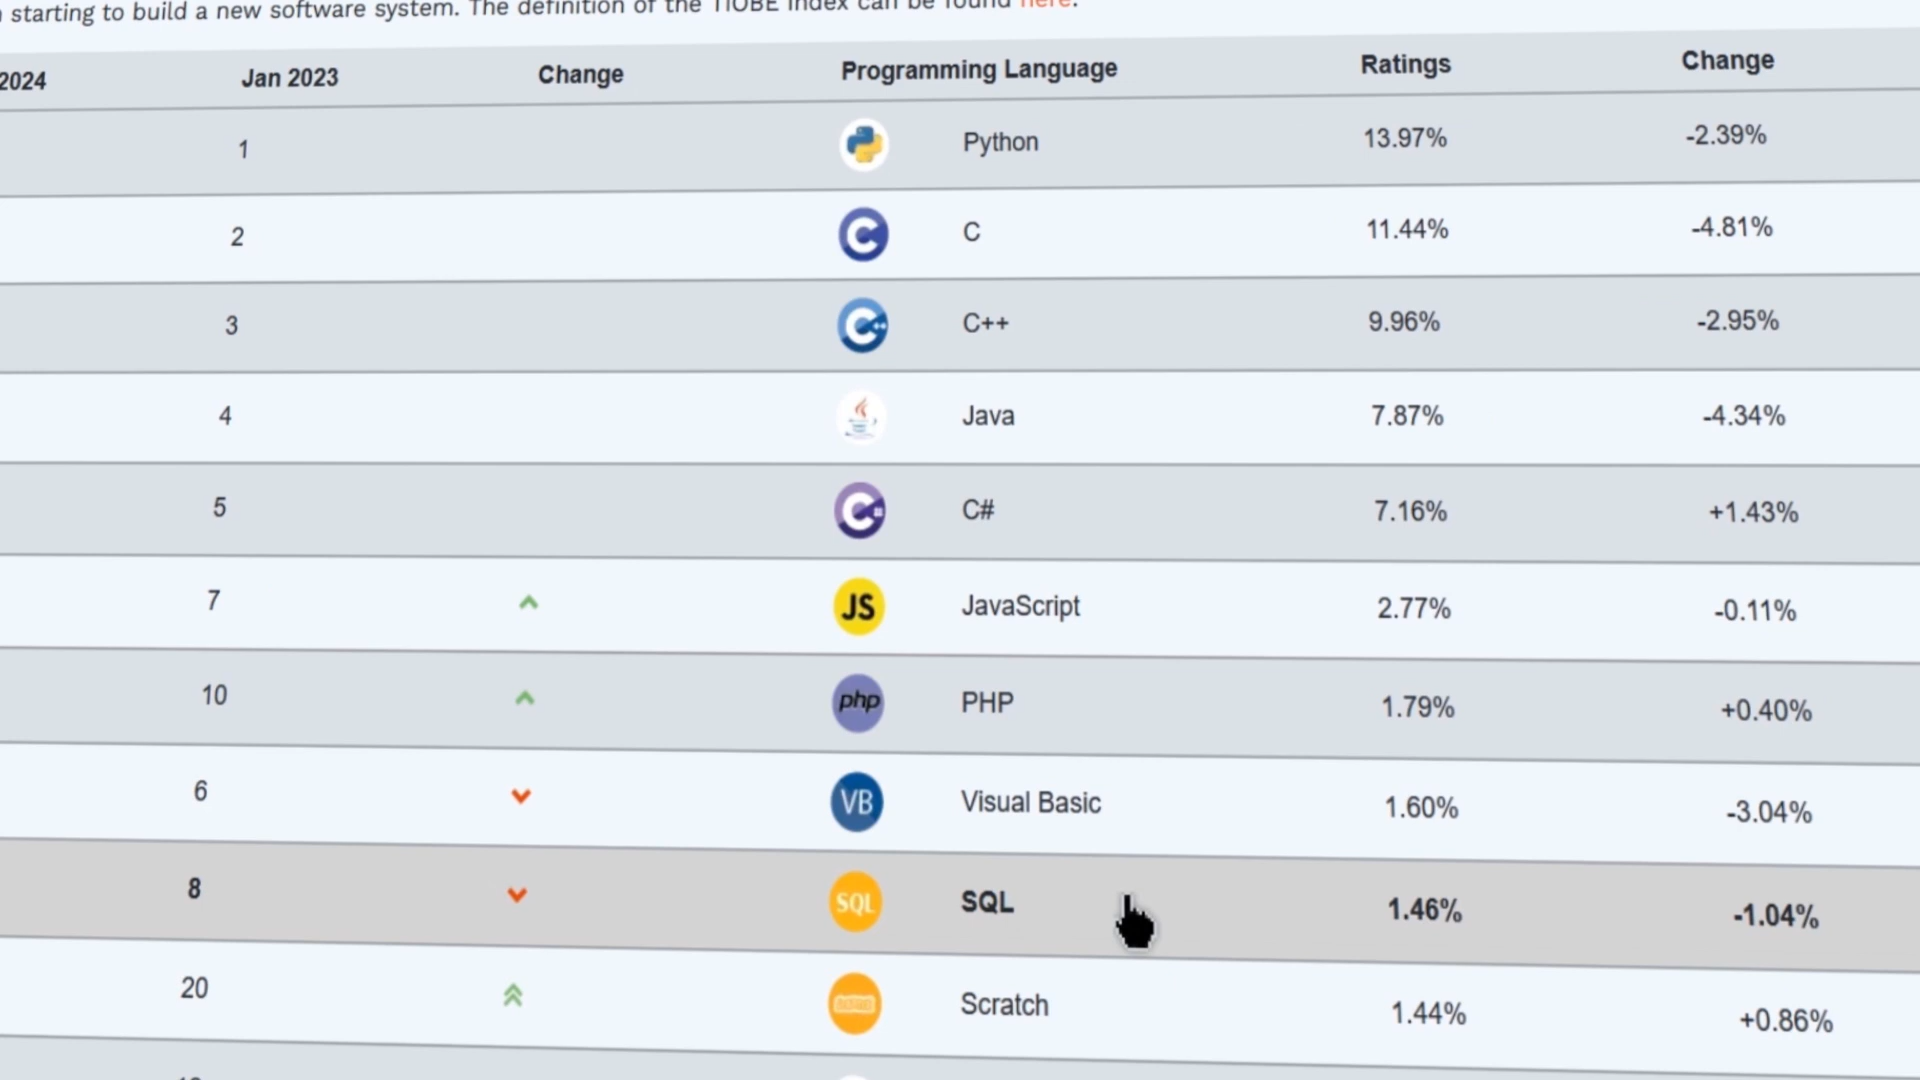 starting to build a new software system. The definition of the TIOBE index can be found here.
2024 Jan 2023 Change Programming Language Ratings Change
1 Python 13.97% -2.39%
2 C C 11.44% -4.81%
3 C++ C++ 9.96% -2.95%
4 Java 7.87% -4.34%
5 C C# 7.16% +1.43%
7 JS JavaScript 2.77% -0.11%
10 php PHP 1.79% +0.40%
6 VB Visual Basic 1.60% -3.04%
8 SQL SQL 1.46% -1.04%
20 Scratch 1.44% +0.86%